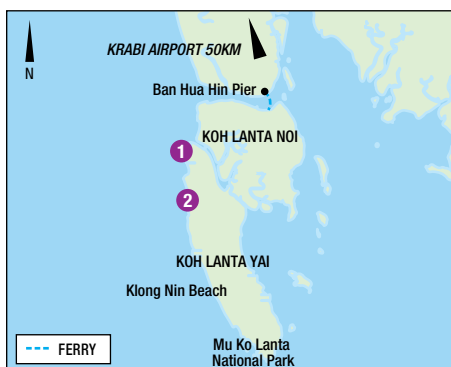 KRABI AIRPORT 50KM
N
Ban Hua Hin Pier
KOH LANTA NOI
1
2
KOH LANTA YAI
Klong Nin Beach
Mu Ko Lanta
National Park
FERRY